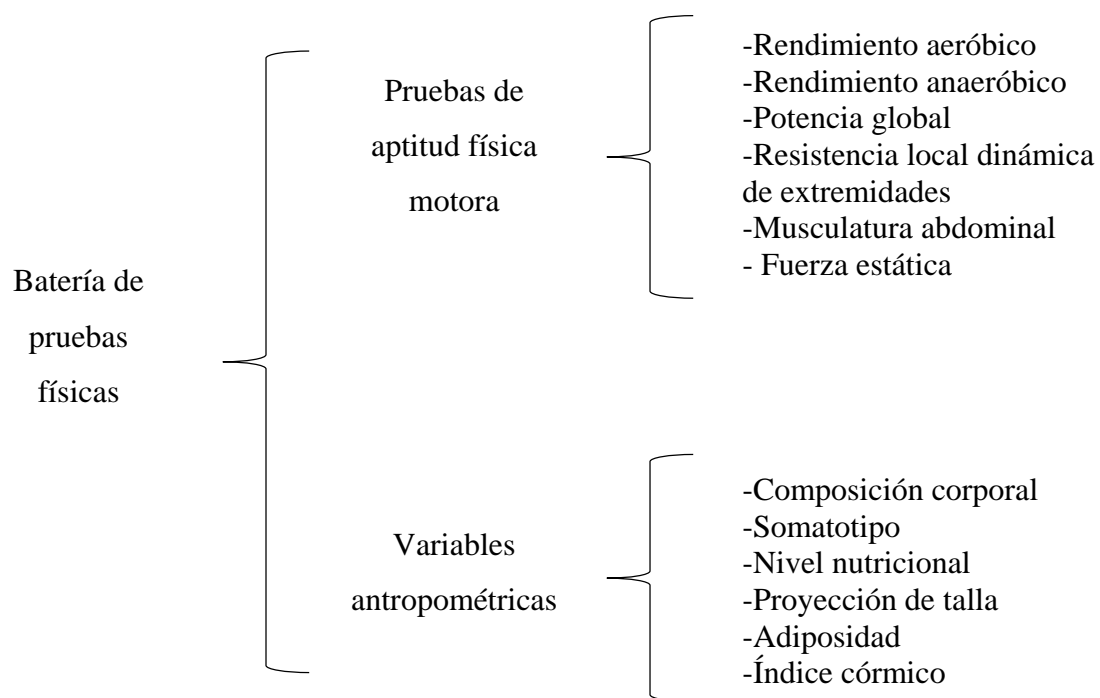 Batería de
pruebas
físicas
Pruebas de
aptitud física
motora
-Rendimiento aeróbico
-Rendimiento anaeróbico
-Potencia global
-Resistencia local dinámica
de extremidades
-Musculatura abdominal
- Fuerza estática
Variables
antropométricas
-Composición corporal
-Somatotipo
-Nivel nutricional
-Proyección de talla
-Adiposidad
-Índice córmico